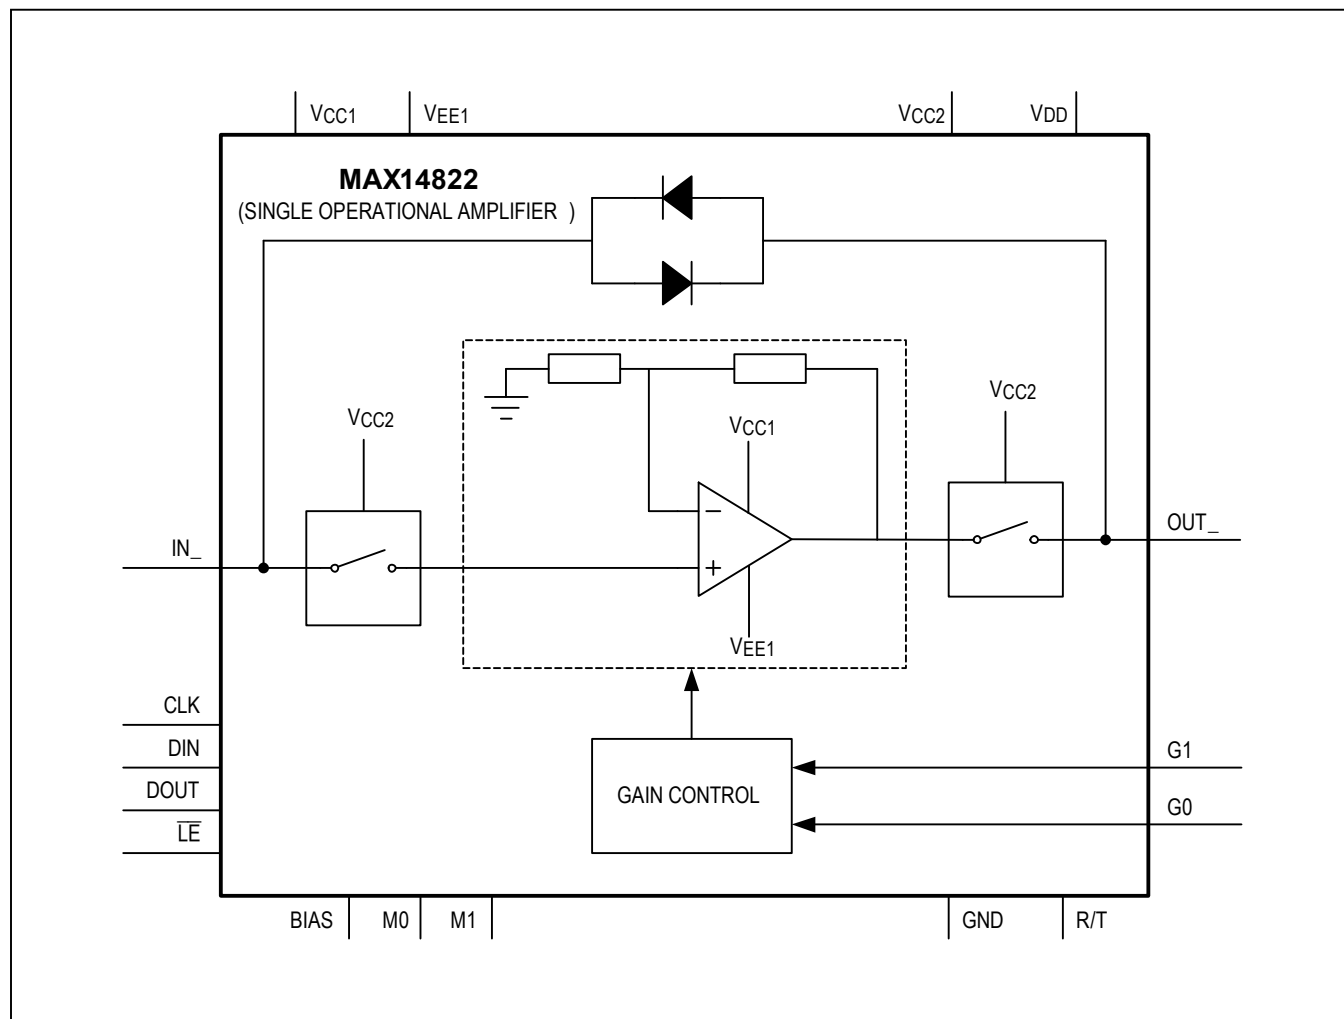 VCC1
VEE1
VCC2
VDD
MAX14822
(SINGLE OPERATIONAL AMPLIFIER )
VCC2
VCC1
VCC2
−
+
VEE1
IN_
OUT_
CLK
DIN
DOUT
L̅E̅
GAIN CONTROL
G1
G0
BIAS
M0
M1
GND
R/T